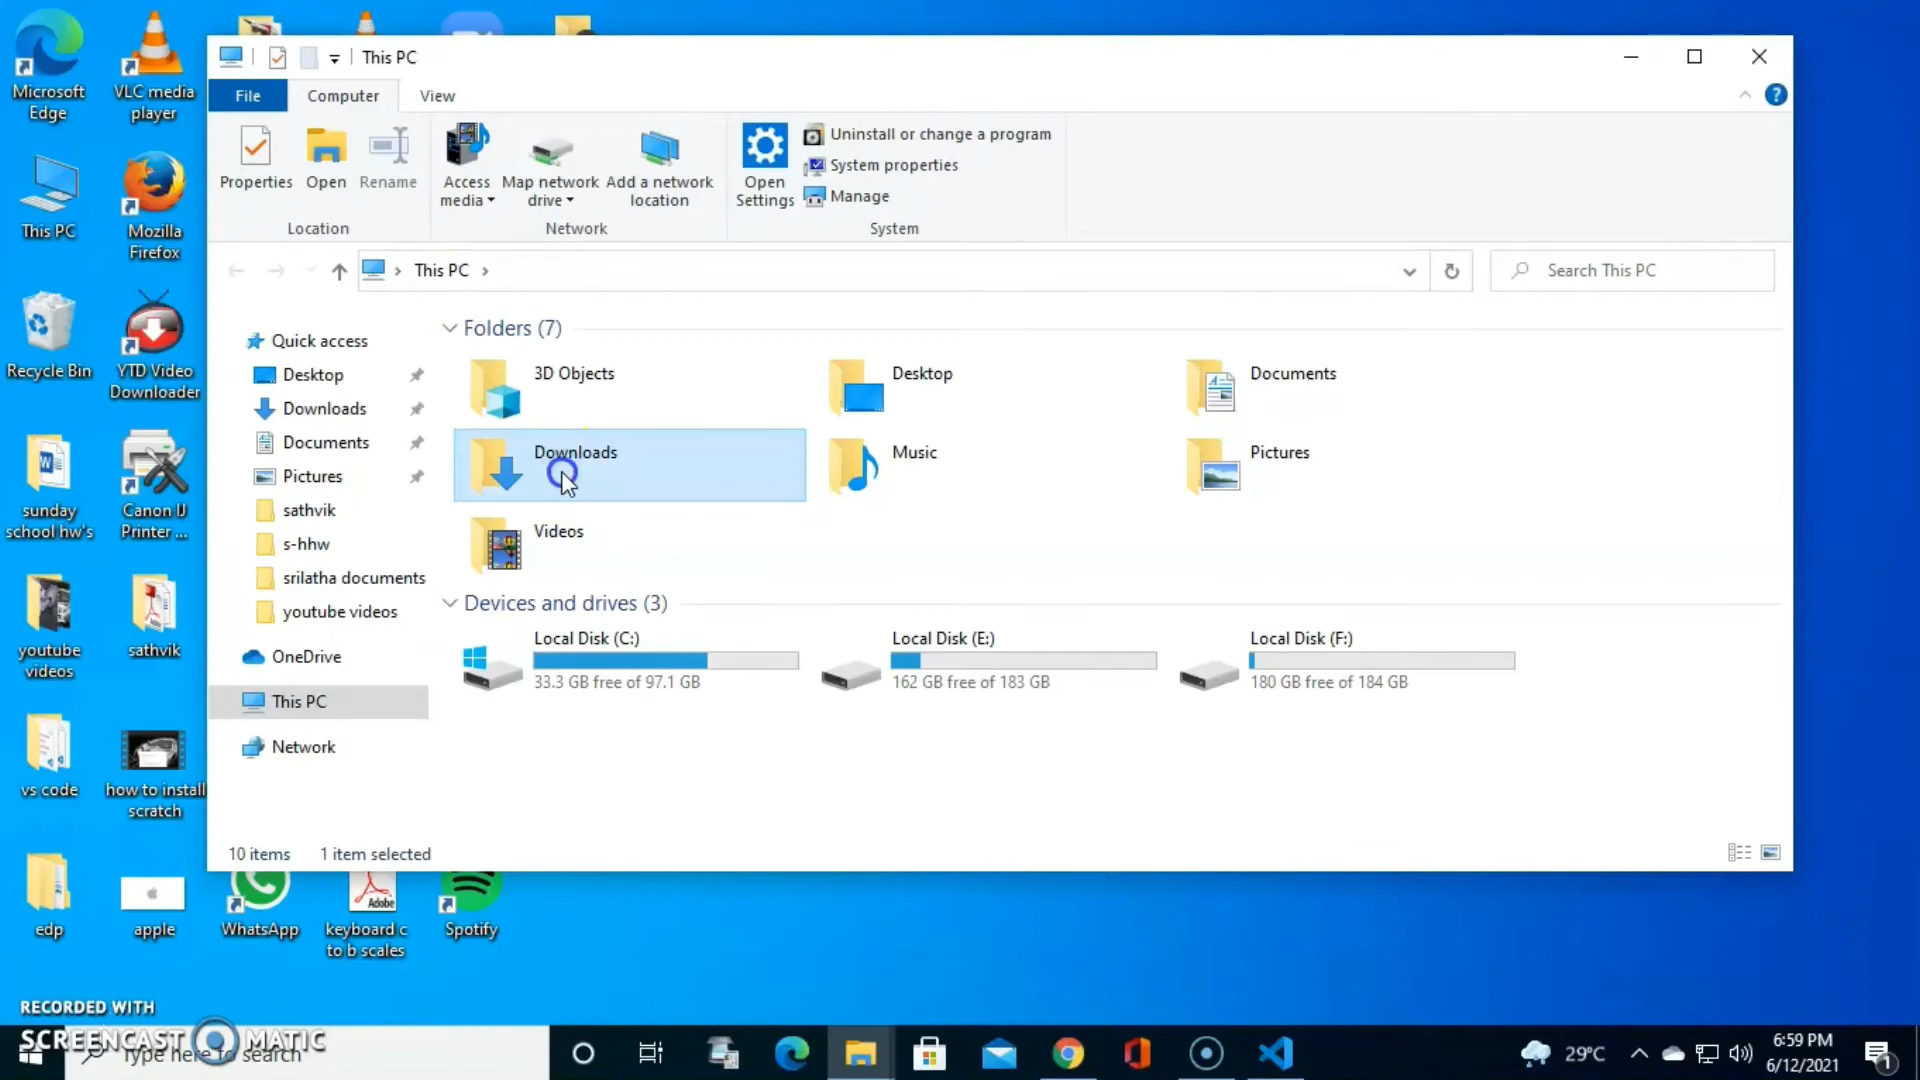 This PC
File
Computer
View
Properties
Open
Rename
Access
media
Map network
drive
Add a network
location
Open
Settings
Uninstall or change a program
System properties
Manage
Location
Network
System
This PC
Search This PC
Quick access
Desktop
Downloads
Documents
Pictures
sathvik
s-hhw
srilatha documents
youtube videos
OneDrive
This PC
Network
Folders (7)
3D Objects
Desktop
Documents
Downloads
Music
Pictures
Videos
Devices and drives (3)
Local Disk (C:)
33.3 GB free of 97.1 GB
Local Disk (E:)
162 GB free of 183 GB
Local Disk (F:)
180 GB free of 184 GB
10 items
1 item selected
Microsoft
Edge
VLC media
player
This PC
Mozilla
Firefox
Recycle Bin
YTD Video
Downloader
sunday
school hw's
Canon IJ
Printer ...
youtube
videos
sathvik
vs code
how to install
scratch
edp
apple
WhatsApp
Adobe
keyboard c
to b scales
Spotify
RECORDED WITH
SCREENCAST MATIC
Type here to search
29°C
6:59 PM
6/12/2021
1